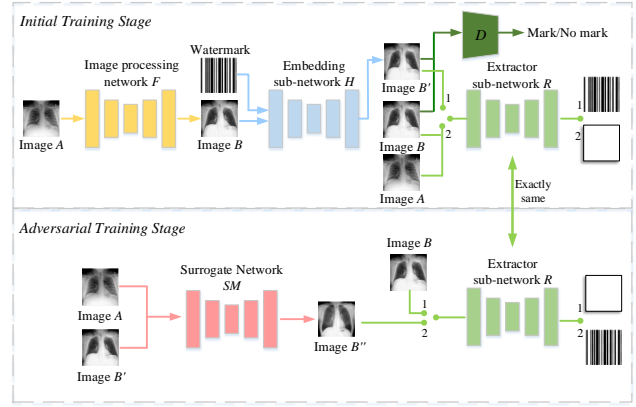 Initial Training Stage
Image processing
network F
Image A
Watermark
Image B
Embedding
sub-network H
Image B'
Image B
Image A
D
Mark/No mark
1
2
Extractor
sub-network R
1
2
Exactly
same
Adversarial Training Stage
Image A
Image B'
Surrogate Network
SM
Image B''
Image B
1
2
Extractor
sub-network R
1
2